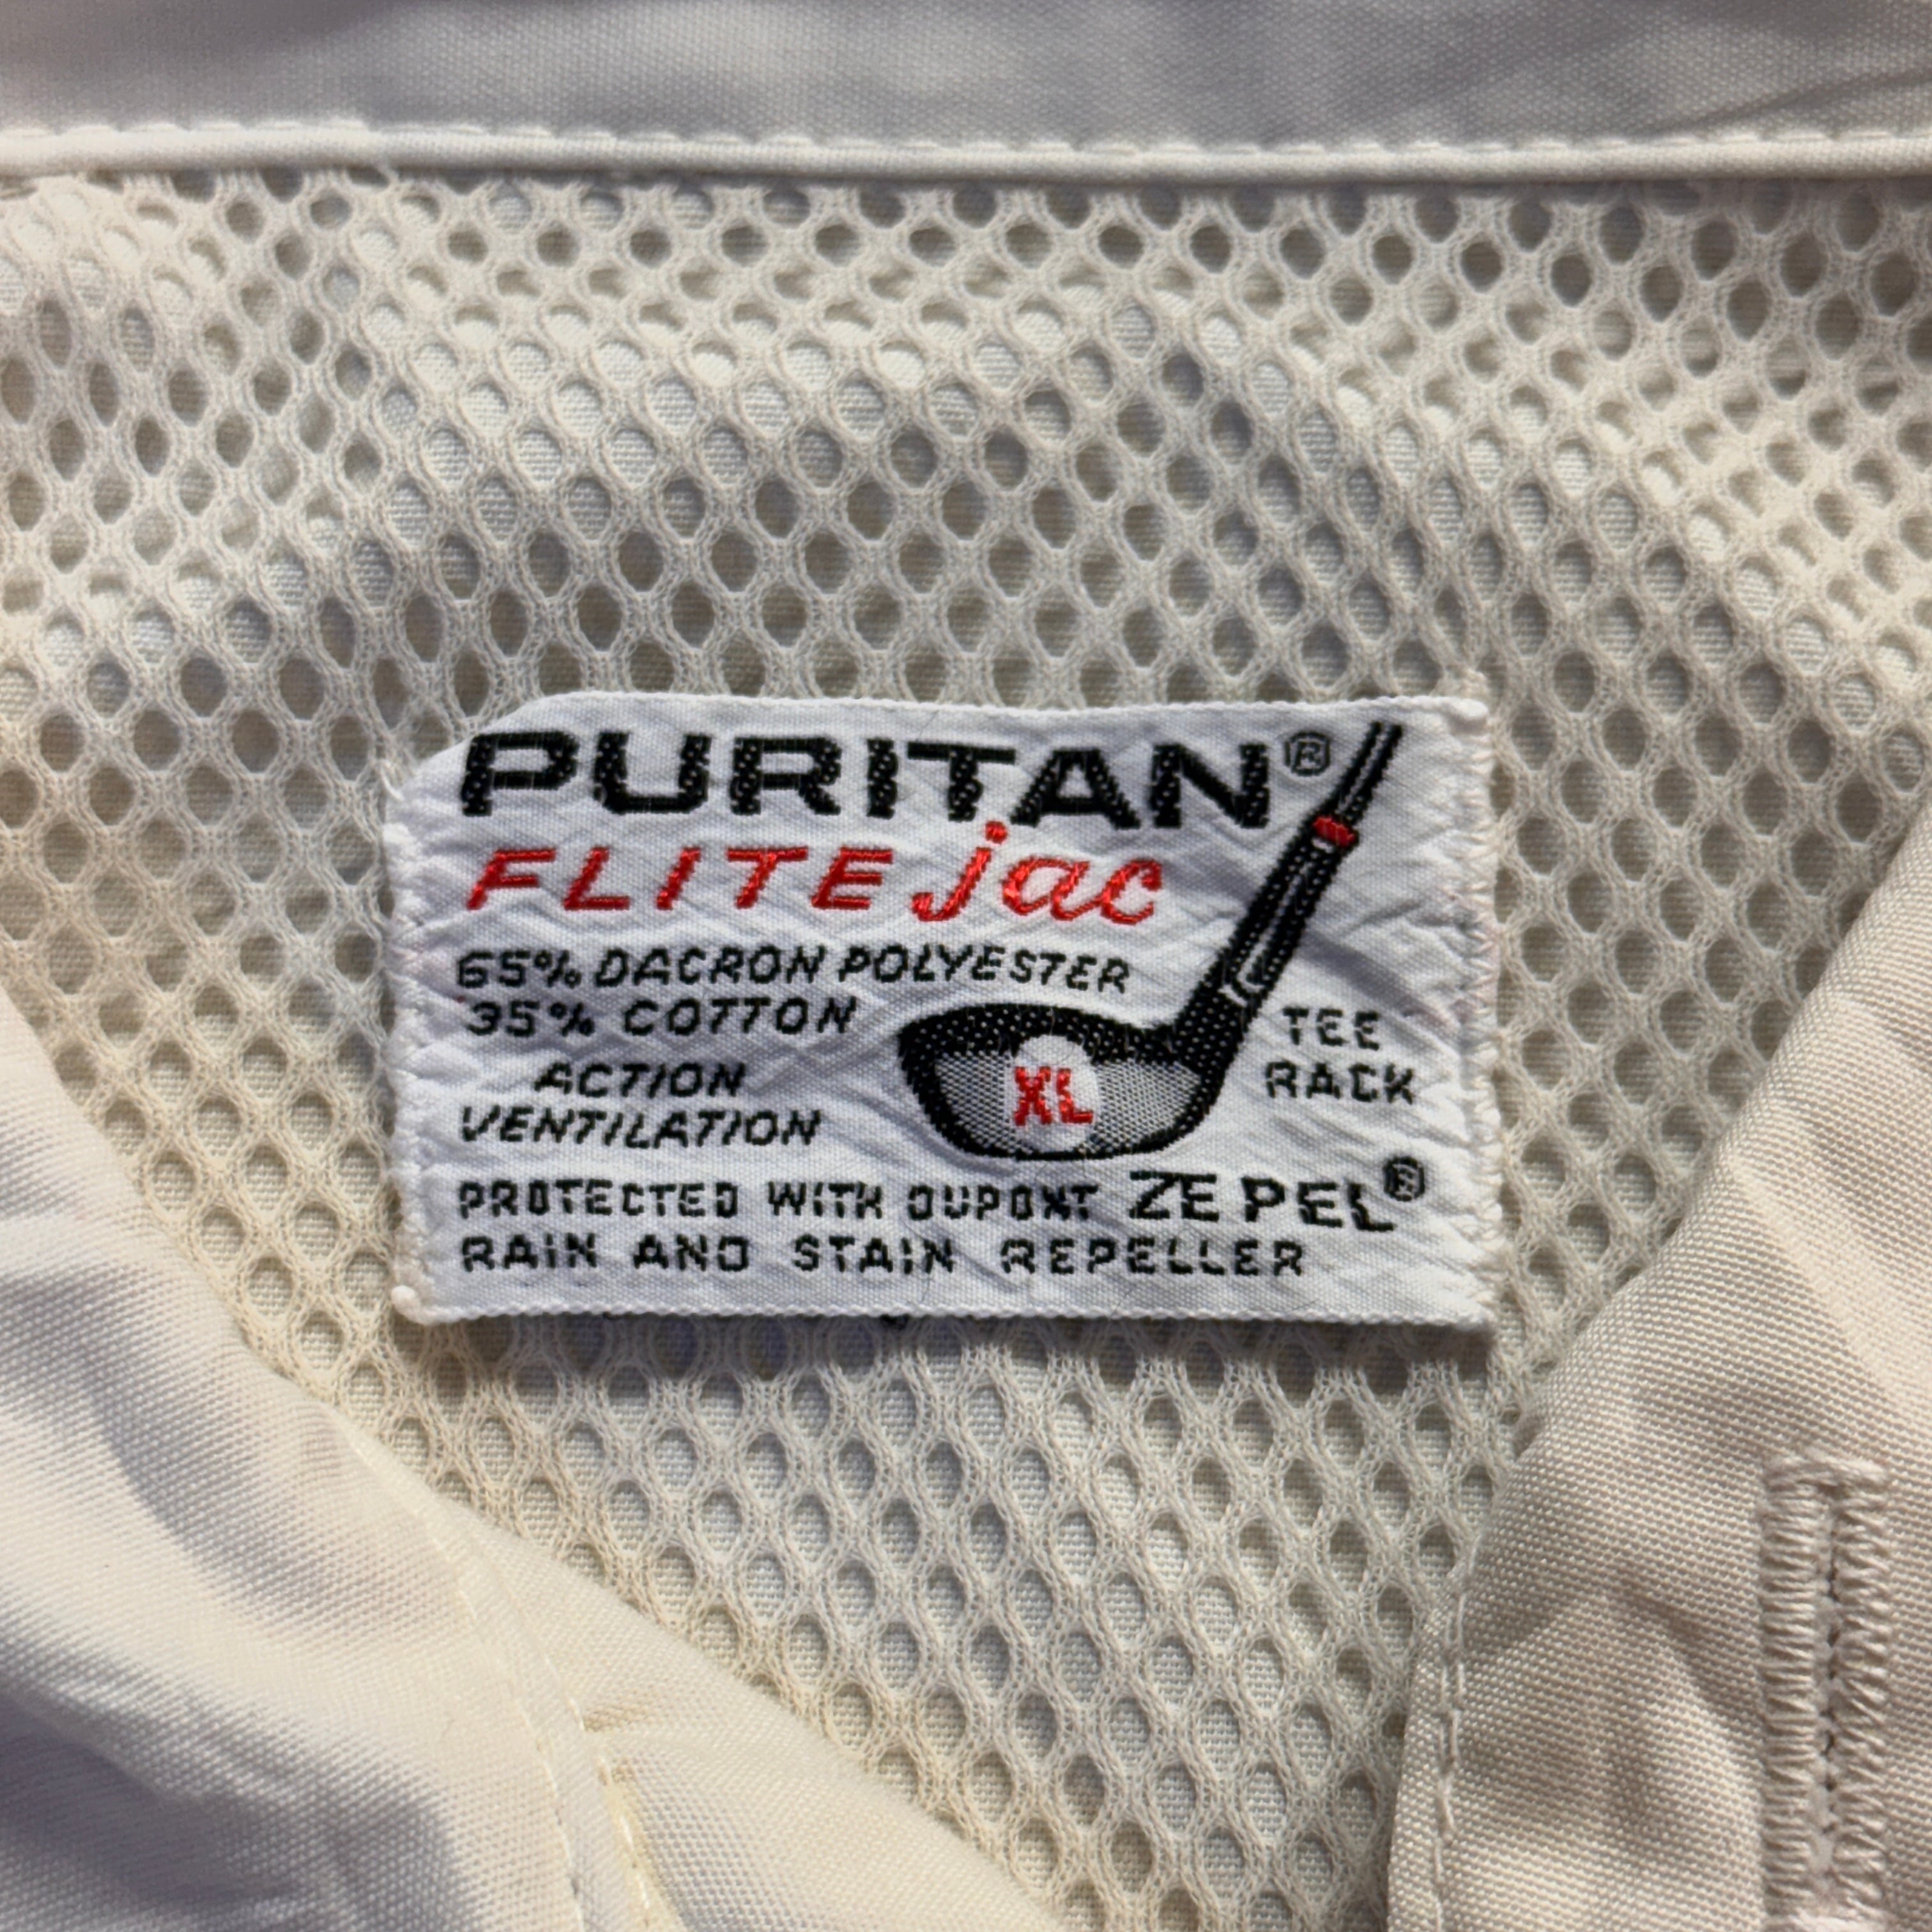 PURITAN®
FLITE jac
65% DACRON POLYESTER
35% COTTON
ACTION
VENTILATION
XL
TEE
RACK
PROTECTED WITH DUPONT ZEPEL®
RAIN AND STAIN REPELLER